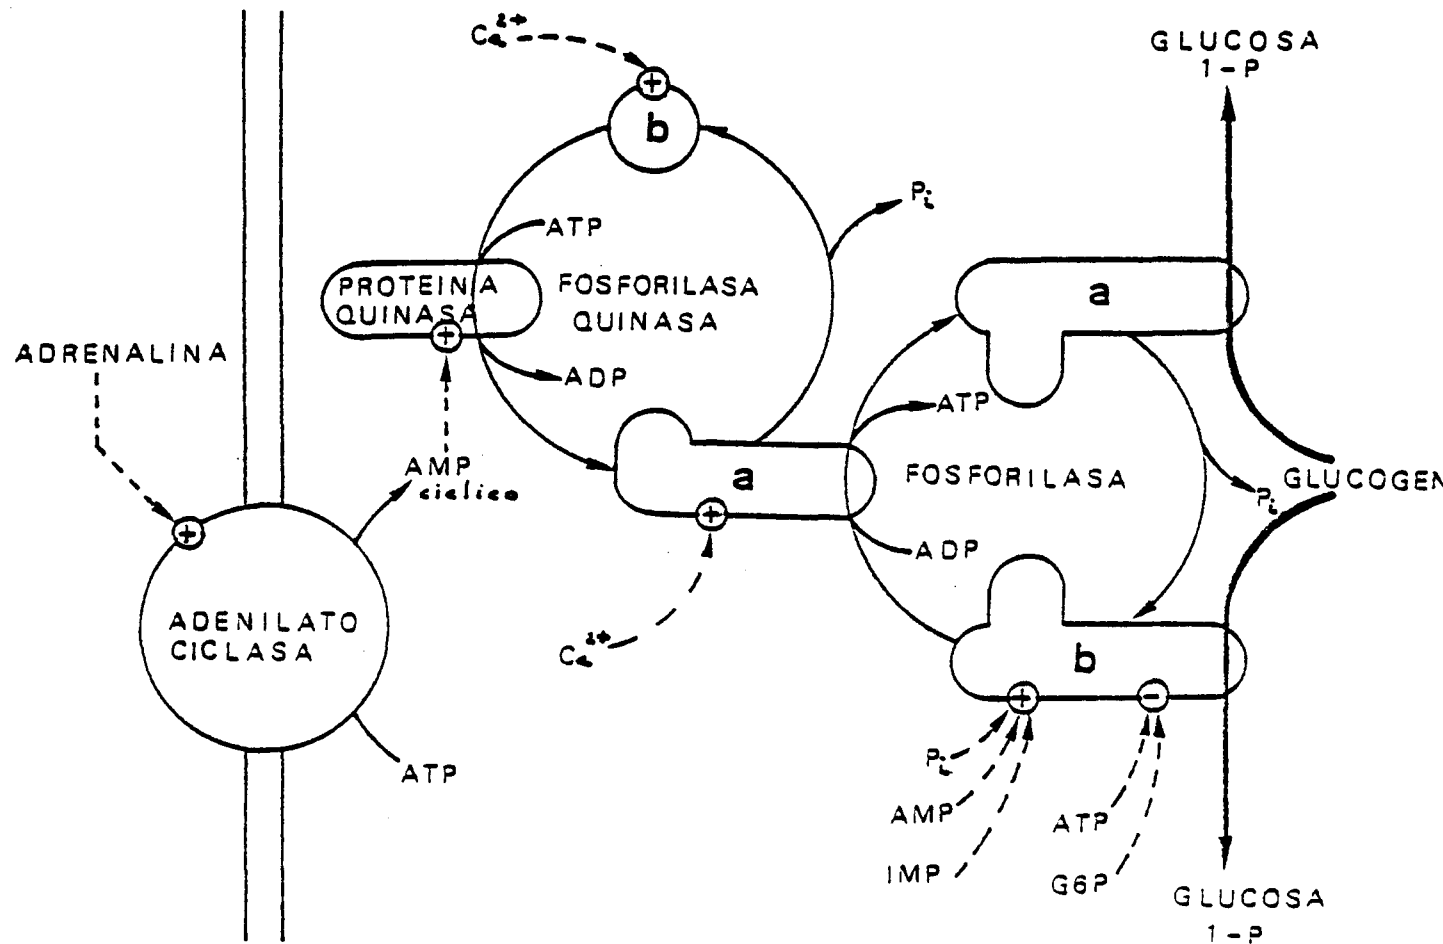 Ca2+
GLUCOSA
1-P
b
Pi
ATP
PROTEINA
QUINASA
FOSFORILASA
QUINASA
a
ADRENALINA
ADP
ATP
AMP
ciclico
a
FOSFORILASA
GLUCOGEN
Pi
ADP
ADENILATO
CICLASA
Ca2+
b
ATP
Pi
AMP
IMP
ATP
G6P
GLUCOSA
1-P